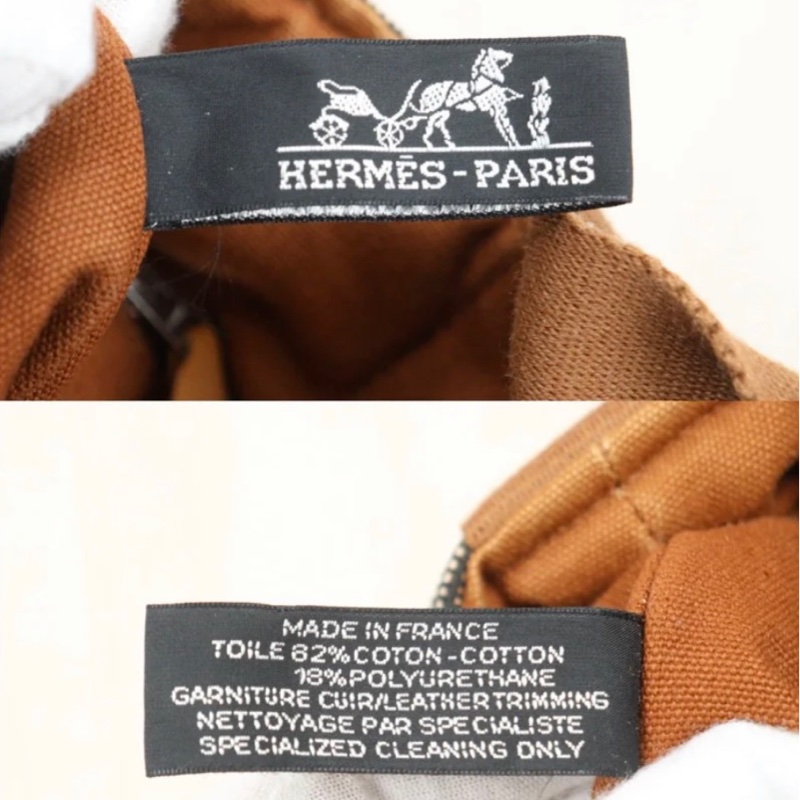 HERMÈS-PARIS
MADE IN FRANCE
TOILE 82% COTON-COTTON
18% POLYURETHANE
GARNITURE CUIR/LEATHER TRIMMING
NETTOYAGE PAR SPECIALISTE
SPECIALIZED CLEANING ONLY